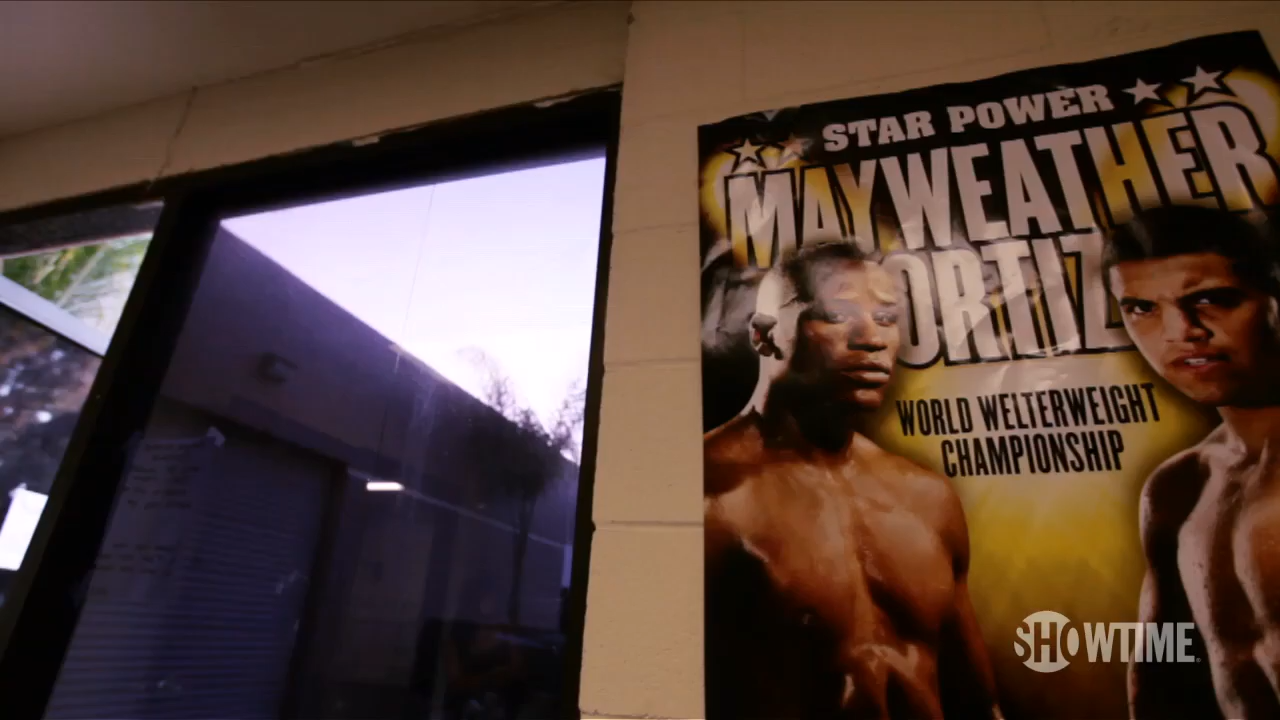 STAR POWER
MAYWEATHER
ORTIZ
WORLD WELTERWEIGHT
CHAMPIONSHIP
SHOWTIME